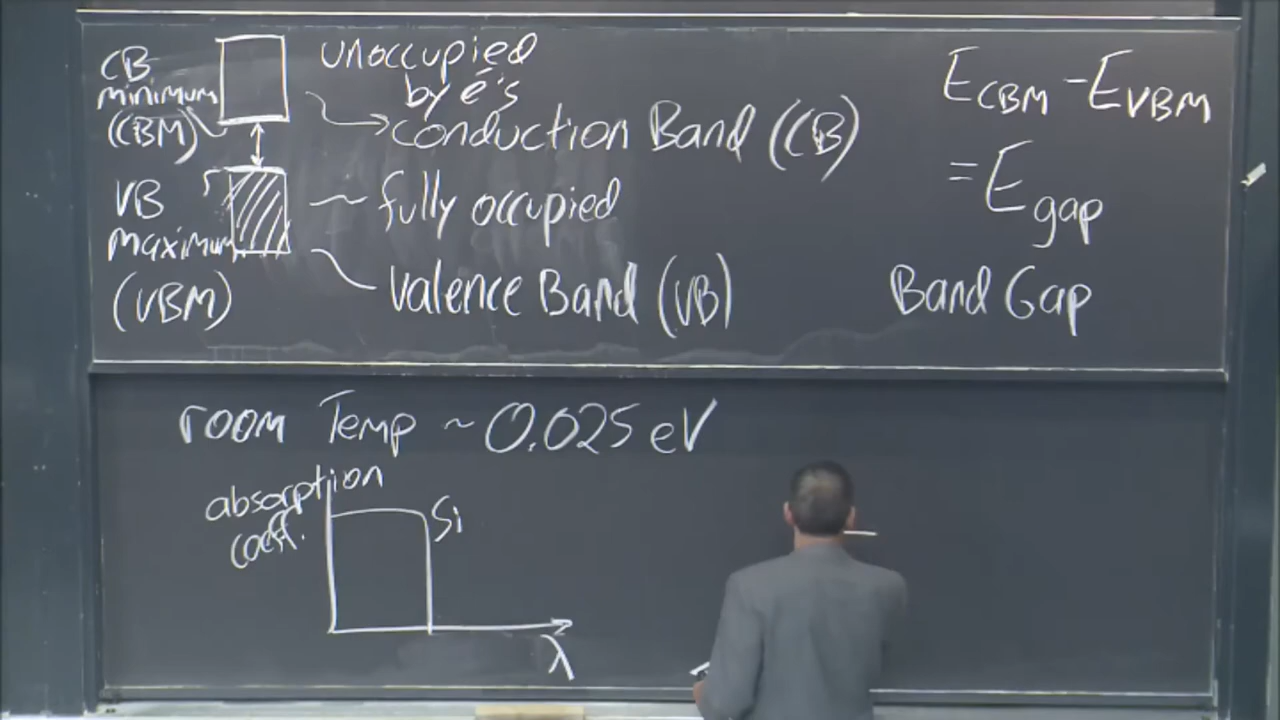 CB
minimum
(CBM)
unoccupied
by e⁻'s
conduction Band (CB)
VB
maximum
(VBM)
fully occupied
Valence Band (VB)
E_CBM - E_VBM
= E_gap
Band Gap
room Temp ~ 0.025 eV
absorption
coeff.
Si
λ